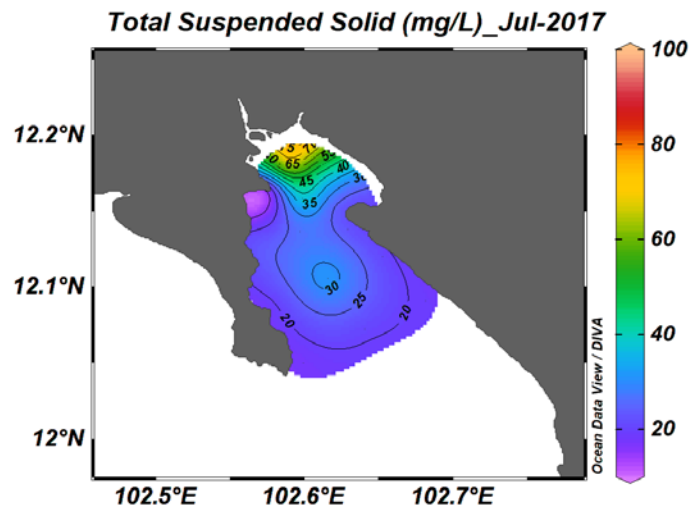 Total Suspended Solid (mg/L)_Jul-2017
100
80
60
40
20
12.2°N
12.1°N
12°N
102.5°E 102.6°E 102.7°E
65
45
40
35
30
25
20
20
Ocean Data View / DIVA